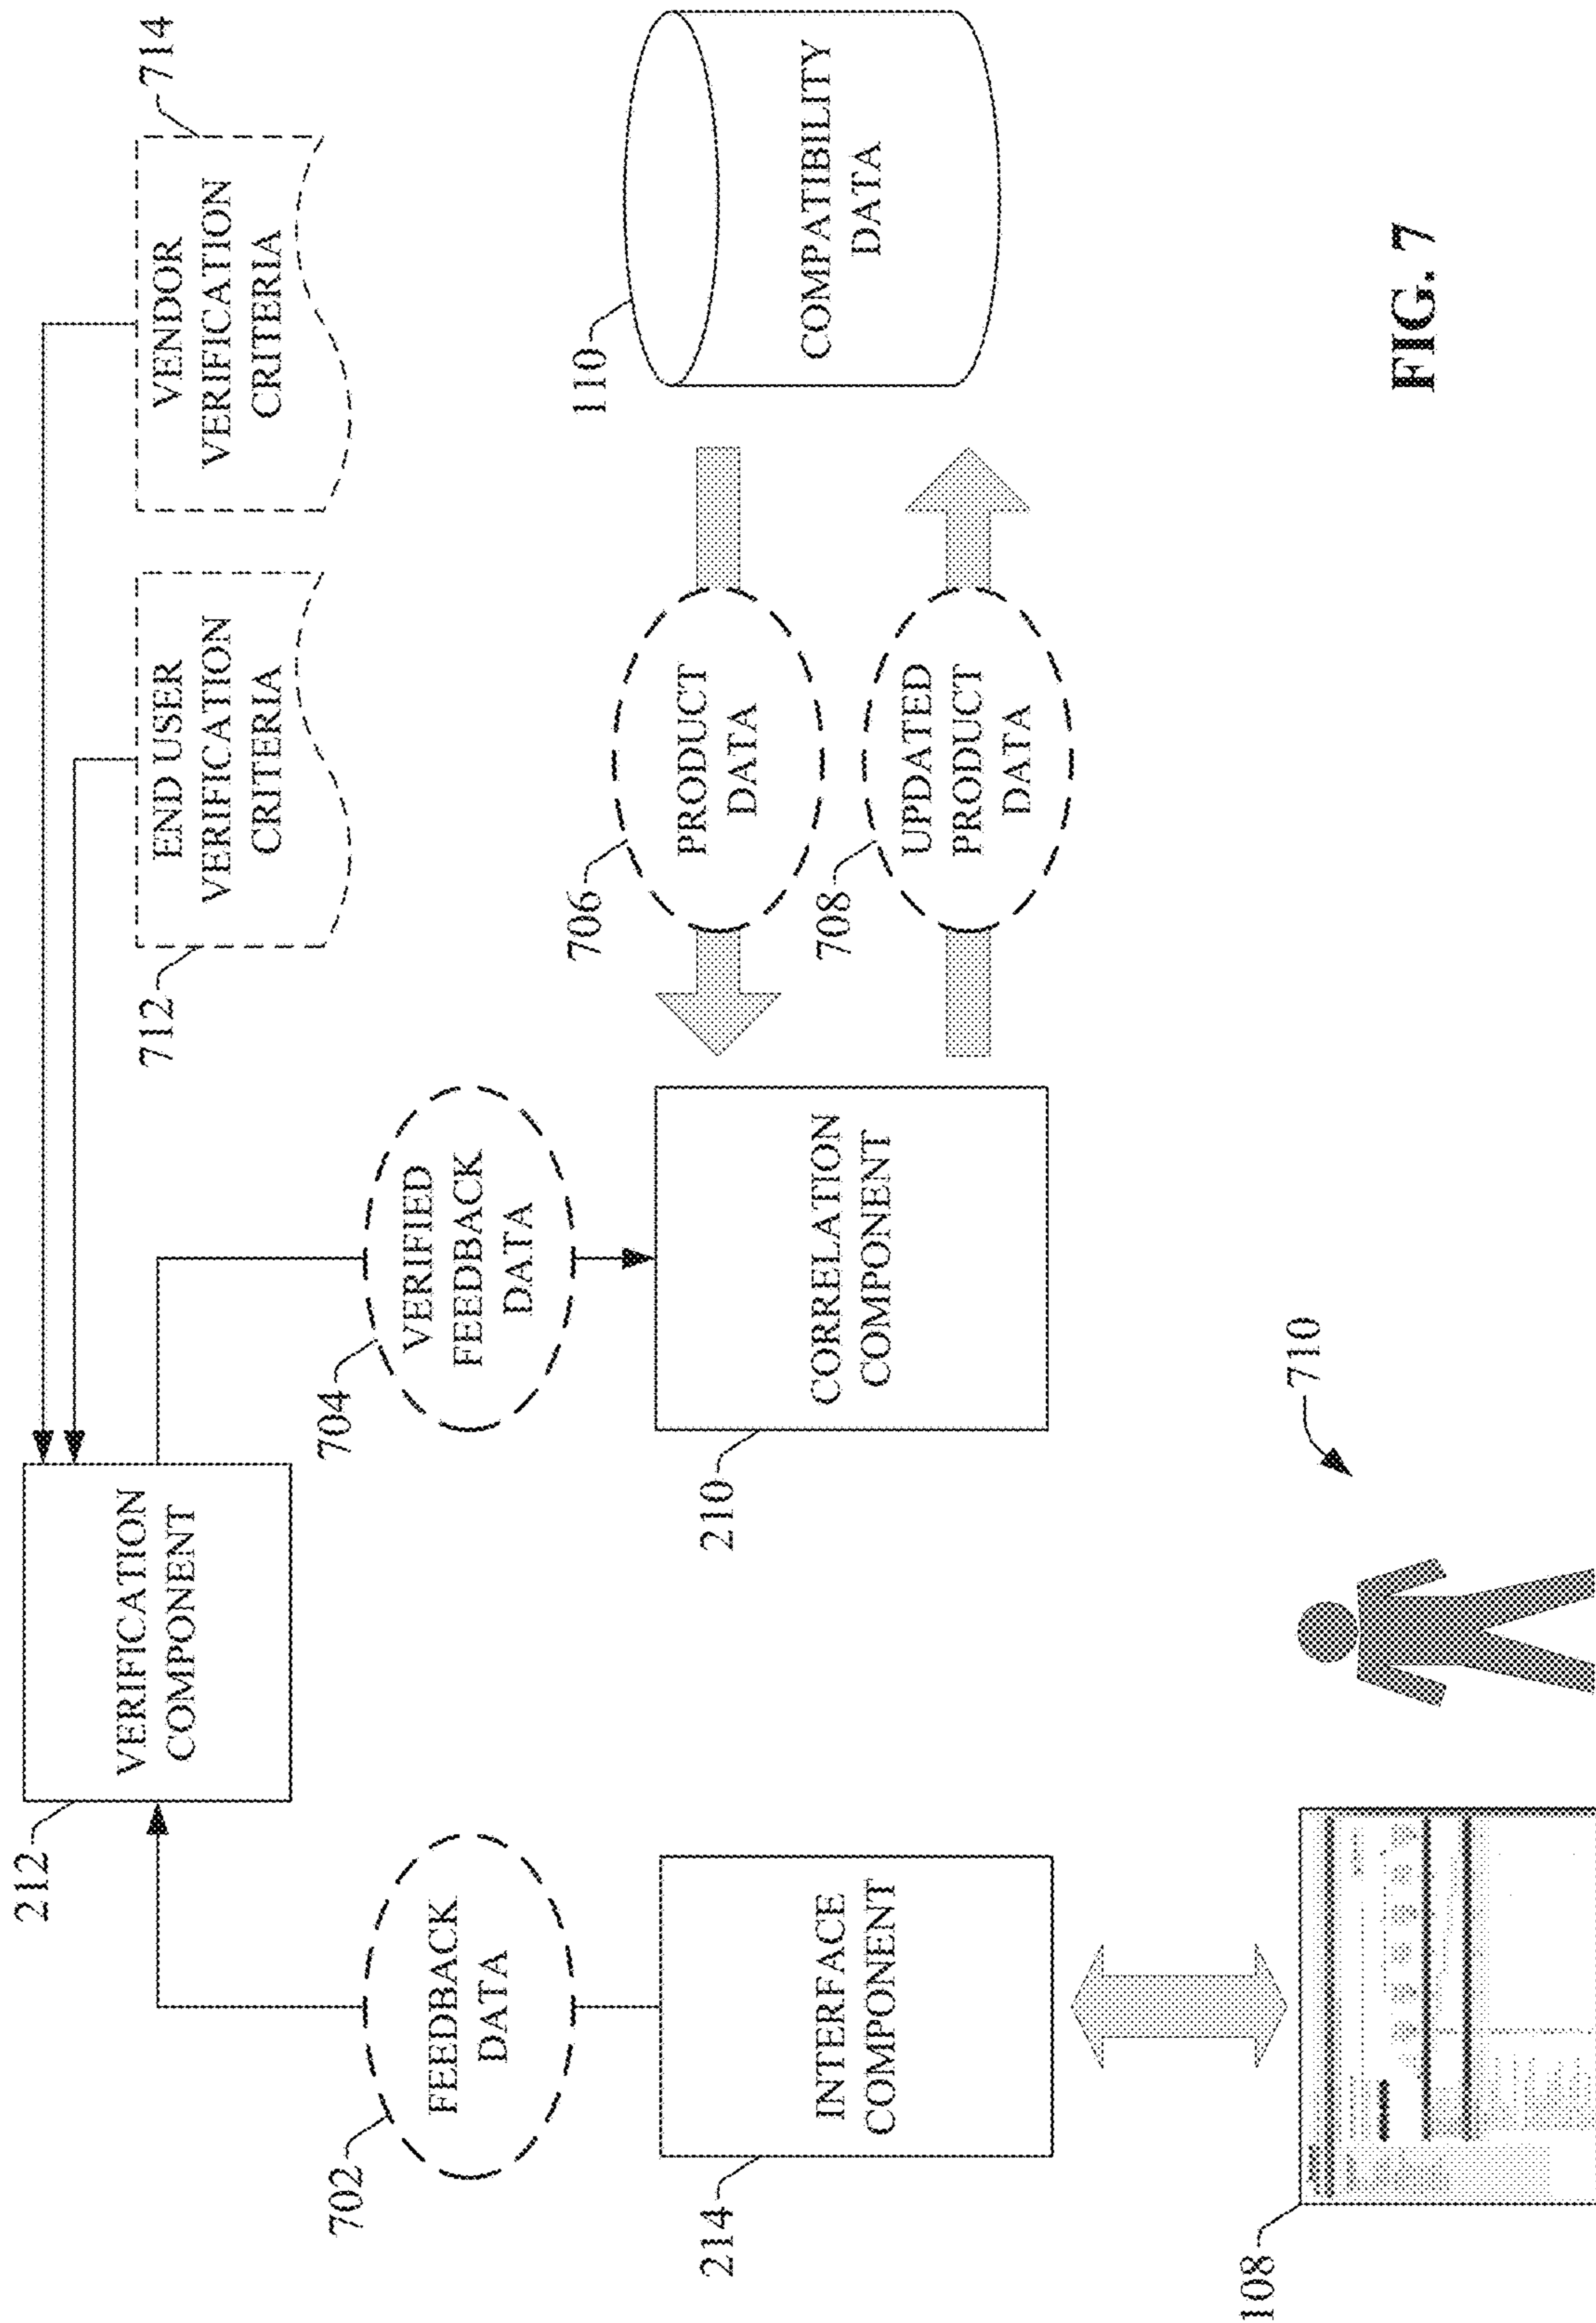 212
VERIFICATION
COMPONENT
712
END USER
VERIFICATION
CRITERIA
714
VENDOR
VERIFICATION
CRITERIA
702
FEEDBACK
DATA
704
VERIFIED
FEEDBACK
DATA
214
INTERFACE
COMPONENT
210
CORRELATION
COMPONENT
706
PRODUCT
DATA
708
UPDATED
PRODUCT
DATA
110
COMPATIBILITY
DATA
108
710
FIG. 7